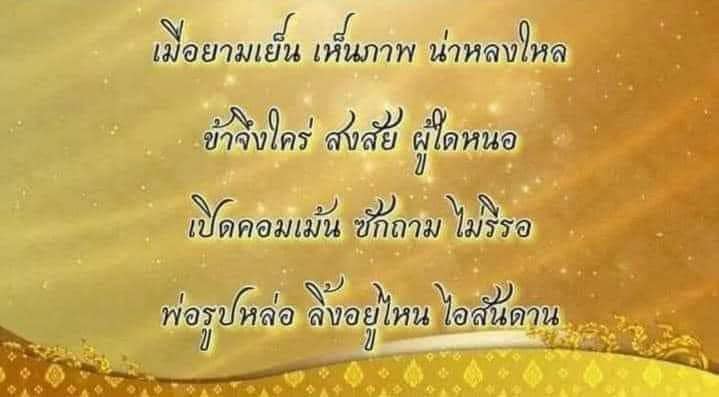 เมื่อยามเย็น เห็นภาพ น่าหลงใหล
ข้าจึงใคร่ สงสัย ผู้ใดหนอ
เปิดคอมเม้น ซักถาม ไม่รีรอ
พ่อรูปหล่อ ลิ้งอยู่ไหน ไอสันดาน